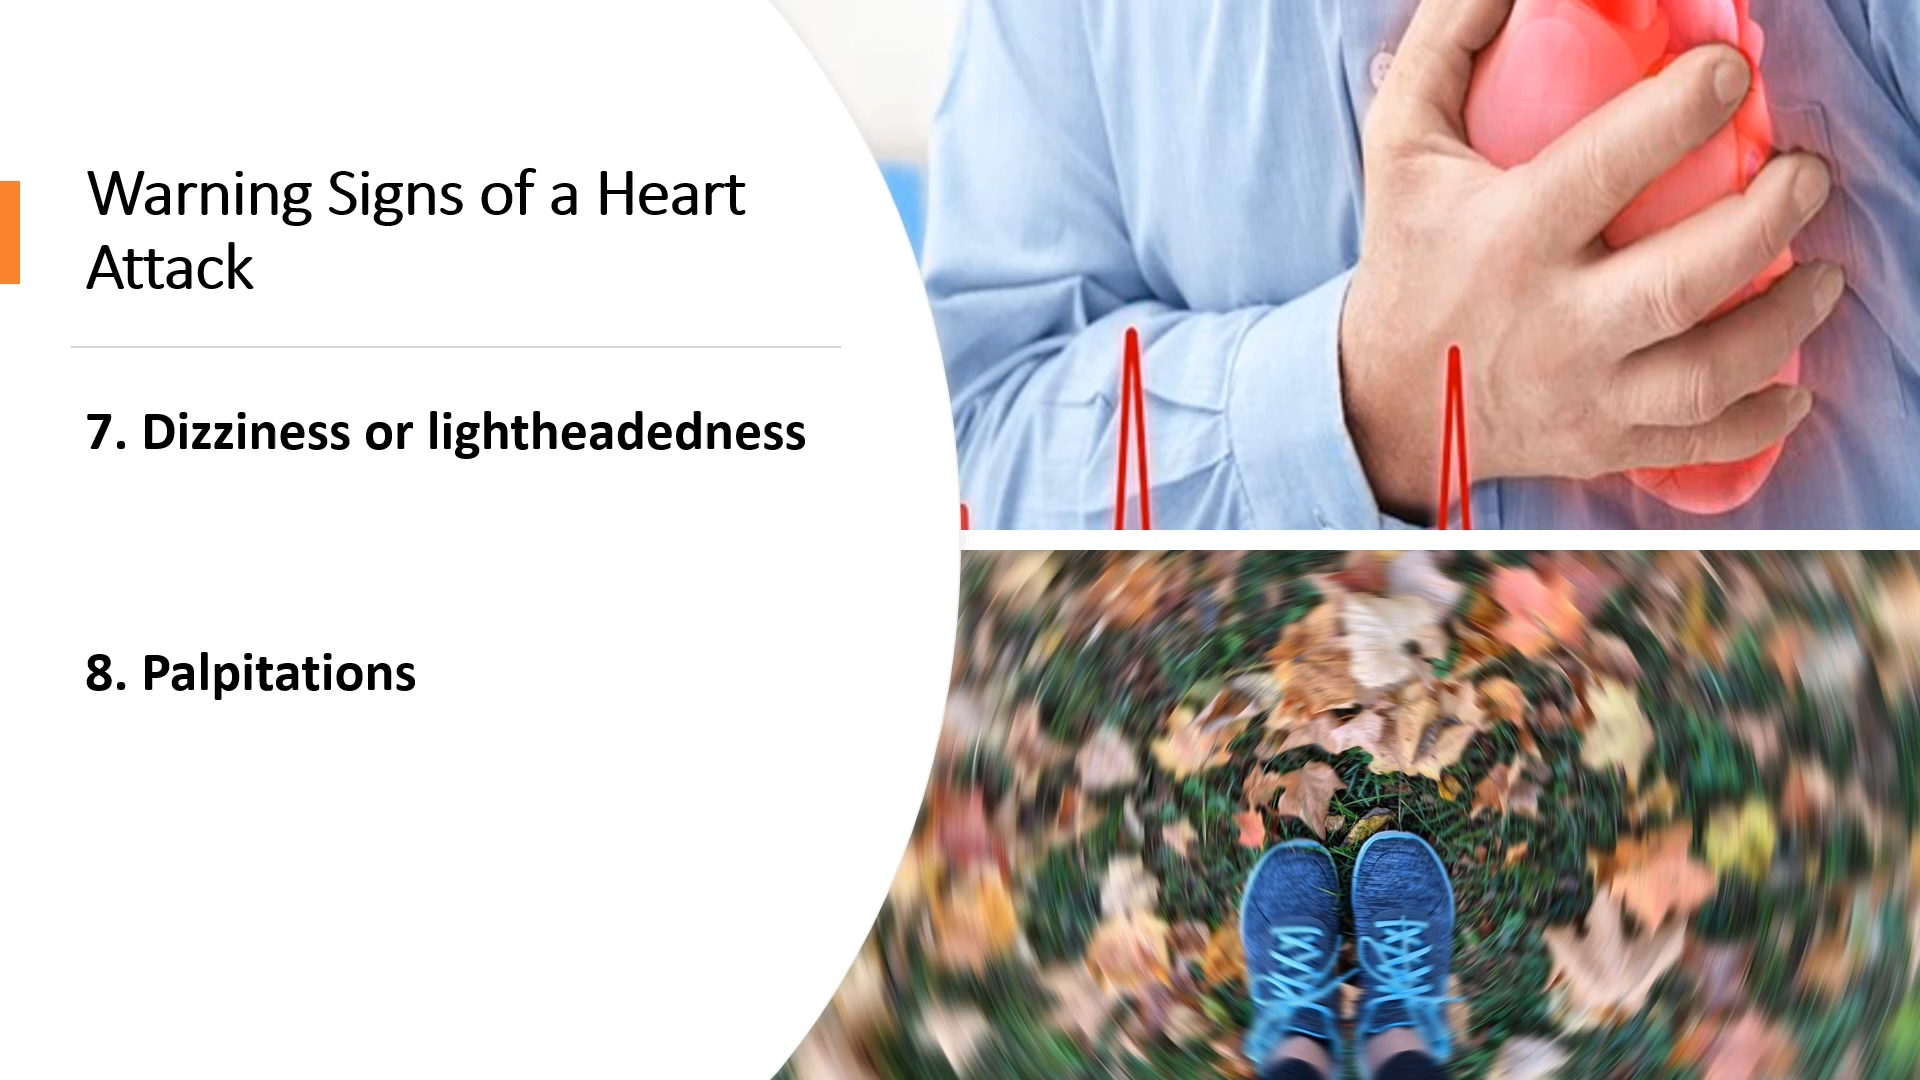 Warning Signs of a Heart
Attack
7. Dizziness or lightheadedness
8. Palpitations